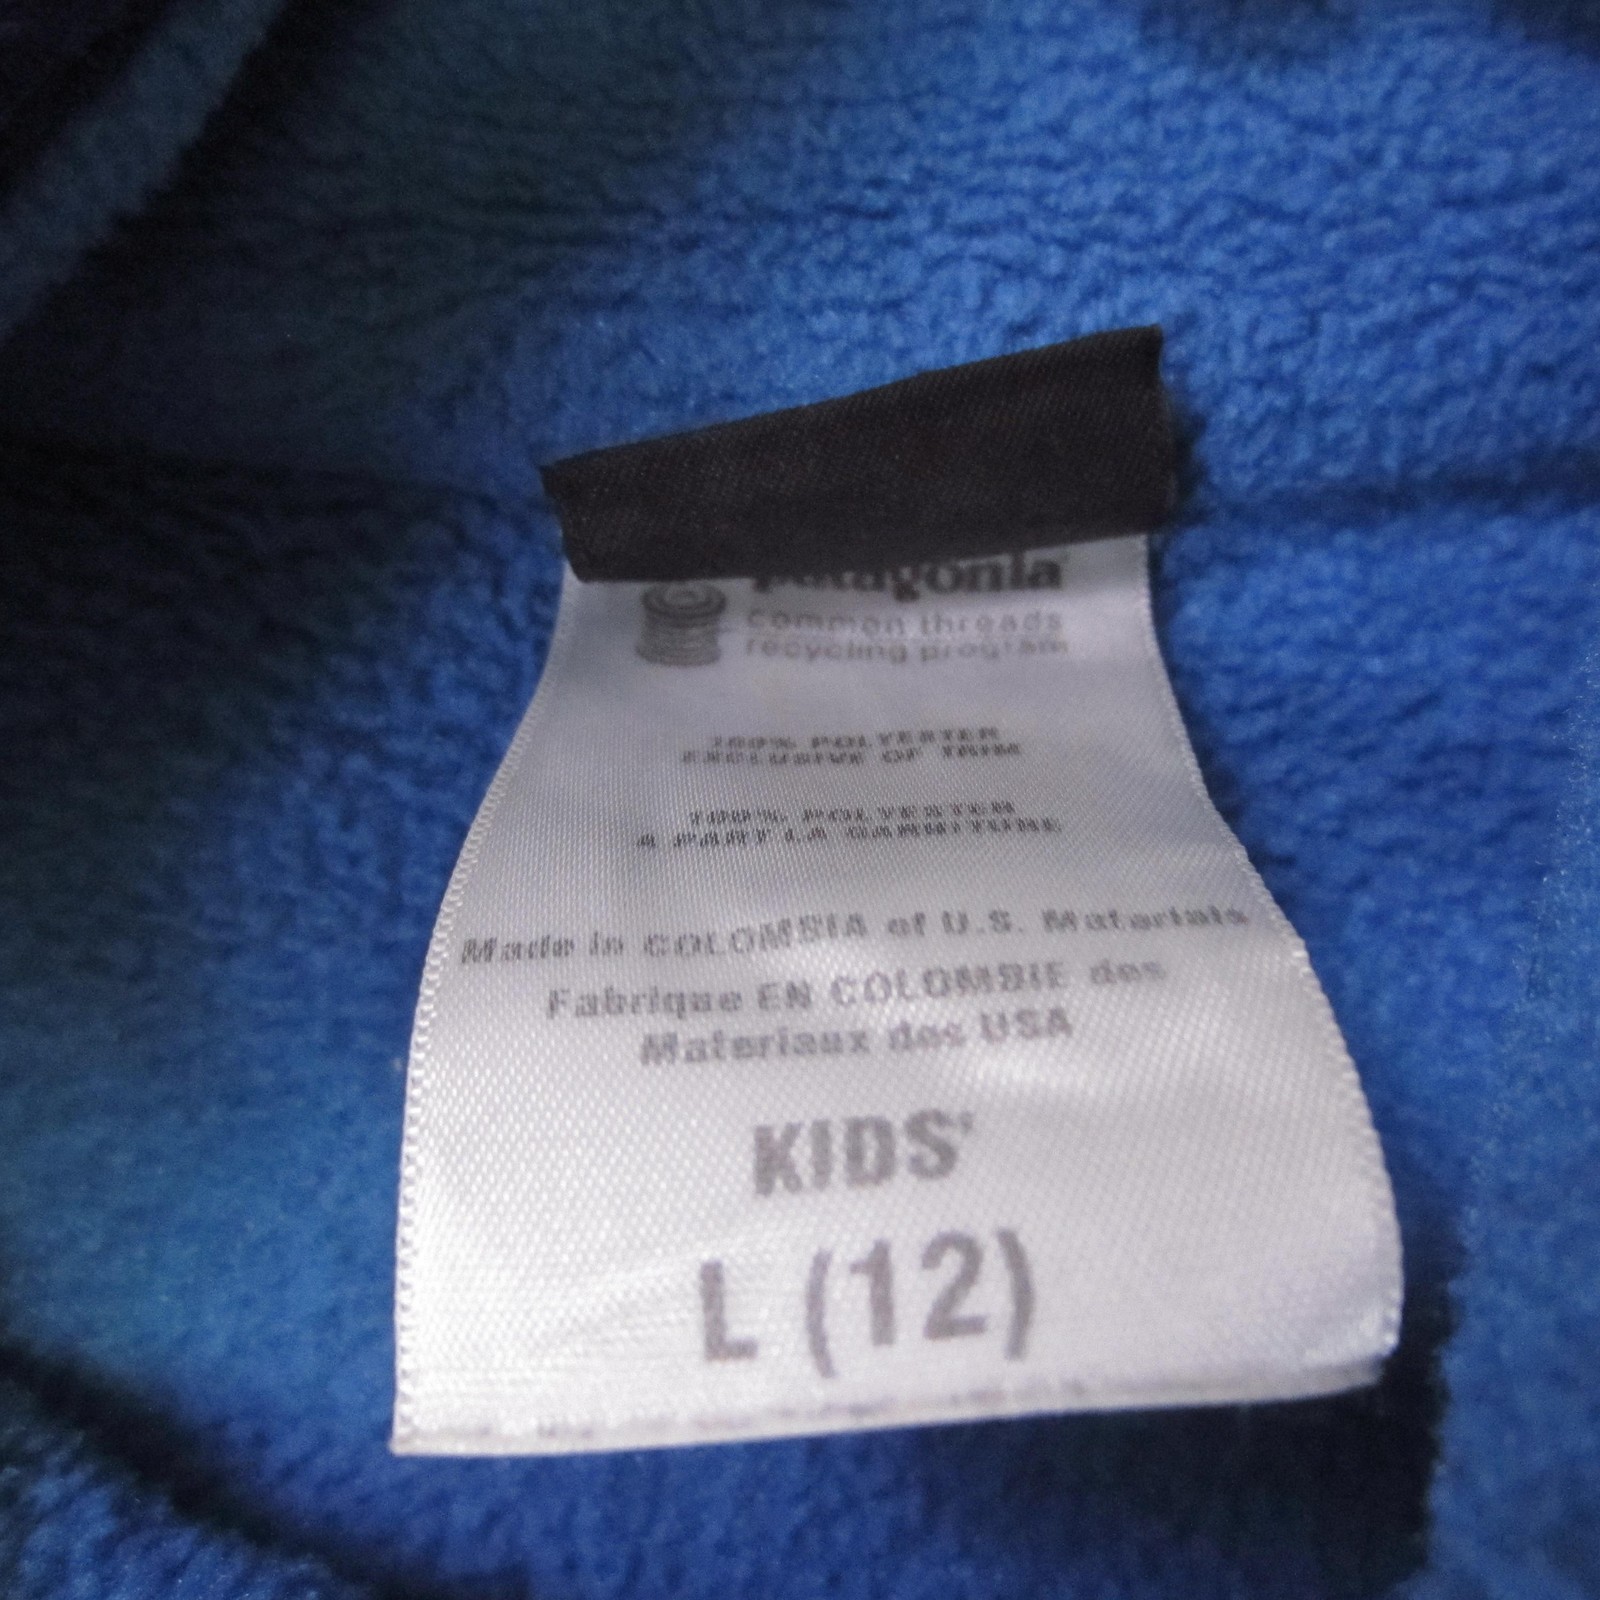 patagonia
common threads
recycling program
100% POLYESTER
EXCLUSIVE OF TRIM
100% POLYESTER
A PART LA GARNITURE
Made in COLOMBIA of U.S. Materials
Fabrique EN COLOMBIE des
Materiaux des USA
KIDS'
L (12)